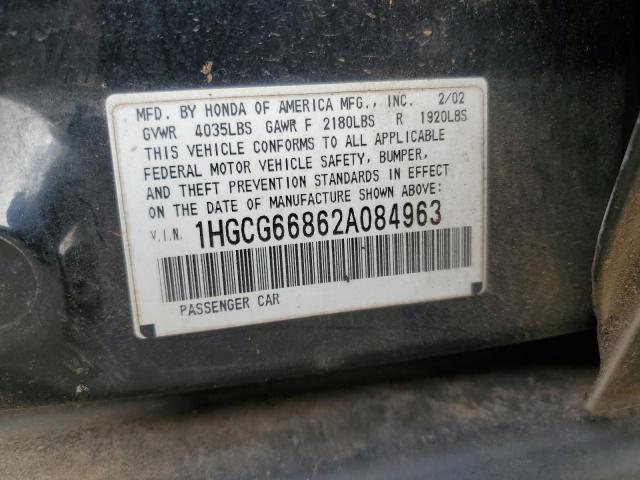 MFD. BY HONDA OF AMERICA MFG., INC. 2/02
GVWR 4035LBS GAWR F 2180LBS R 1920LBS
THIS VEHICLE CONFORMS TO ALL APPLICABLE
FEDERAL MOTOR VEHICLE SAFETY, BUMPER,
AND THEFT PREVENTION STANDARDS IN EFFECT
ON THE DATE OF MANUFACTURE SHOWN ABOVE:
V.I.N. 1HGCG66862A084963
PASSENGER CAR